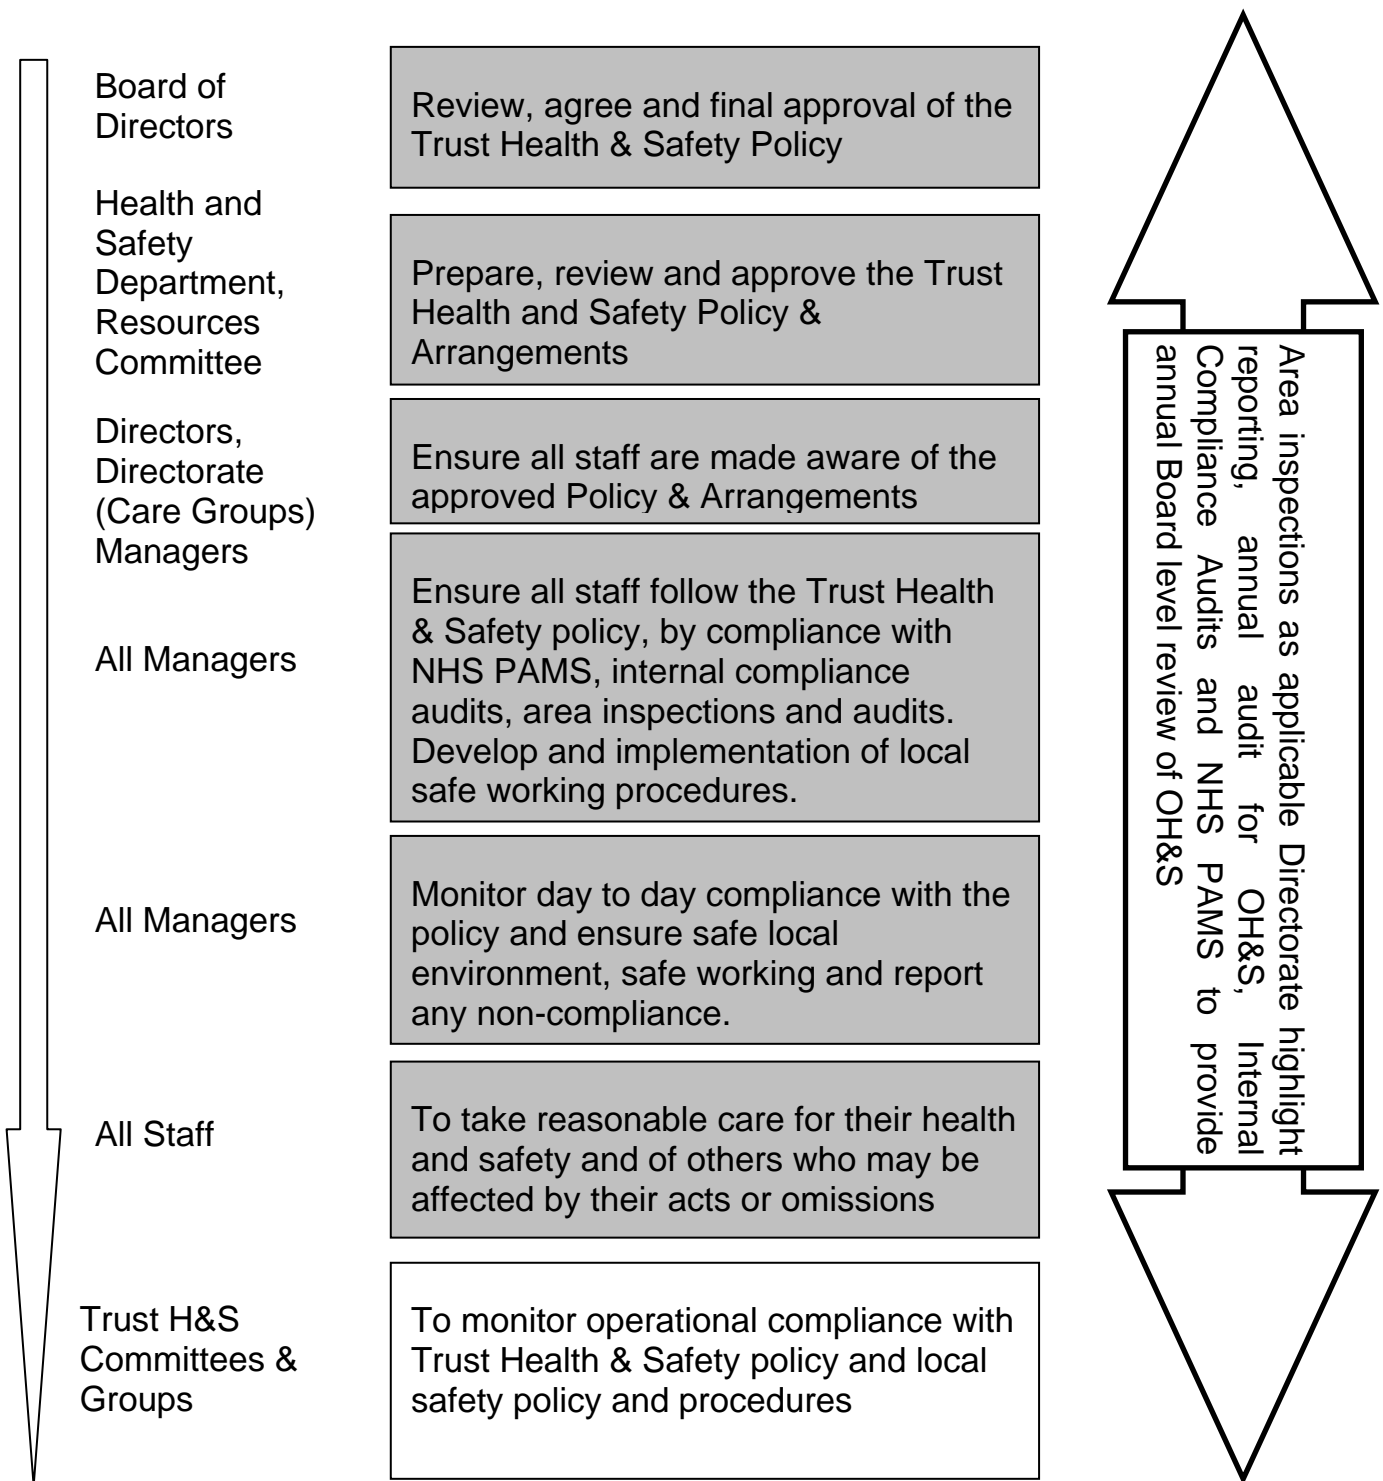 Board of
Directors
Review, agree and final approval of the
Trust Health & Safety Policy
Health and
Safety
Department,
Resources
Committee
Prepare, review and approve the Trust
Health and Safety Policy &
Arrangements
Directors,
Directorate
(Care Groups)
Managers
Ensure all staff are made aware of the
approved Policy & Arrangements
All Managers
Ensure all staff follow the Trust Health
& Safety policy, by compliance with
NHS PAMS, internal compliance
audits, area inspections and audits.
Develop and implementation of local
safe working procedures.
All Managers
Monitor day to day compliance with the
policy and ensure safe local
environment, safe working and report
any non-compliance.
All Staff
To take reasonable care for their health
and safety and of others who may be
affected by their acts or omissions
Trust H&S
Committees &
Groups
To monitor operational compliance with
Trust Health & Safety policy and local
safety policy and procedures
Area inspections as applicable Directorate highlight
reporting, annual audit for OH&S, Internal
Compliance Audits and NHS PAMS to provide
annual Board level review of OH&S